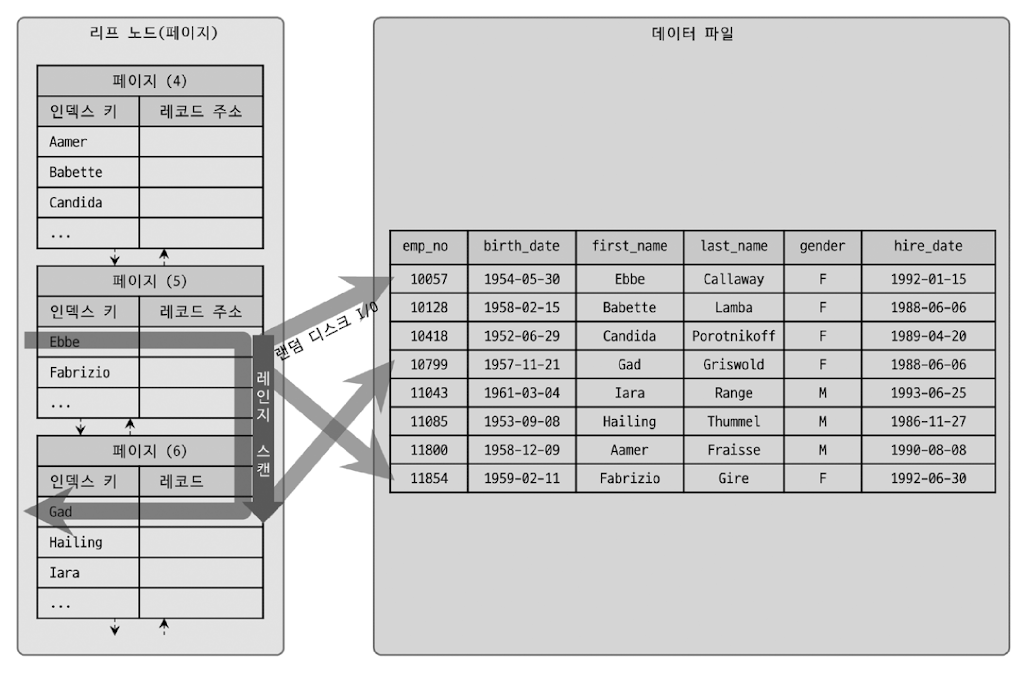 리프 노드(페이지)
페이지 (4)
인덱스 키 레코드 주소
Aamer
Babette
Candida
...
페이지 (5)
인덱스 키 레코드 주소
Ebbe
Fabrizio
...
페이지 (6)
인덱스 키 레코드
Gad
Hailing
Iara
...
레인지 스캔
랜덤 디스크 I/O
데이터 파일
emp_no birth_date first_name last_name gender hire_date
10057 1954-05-30 Ebbe Callaway F 1992-01-15
10128 1958-02-15 Babette Lamba F 1988-06-06
10418 1952-06-29 Candida Porotnikoff F 1989-04-20
10799 1957-11-21 Gad Griswold F 1988-06-06
11043 1961-03-04 Iara Range M 1993-06-25
11085 1953-09-08 Hailing Thummel M 1986-11-27
11800 1958-12-09 Aamer Fraisse M 1990-08-08
11854 1959-02-11 Fabrizio Gire F 1992-06-30